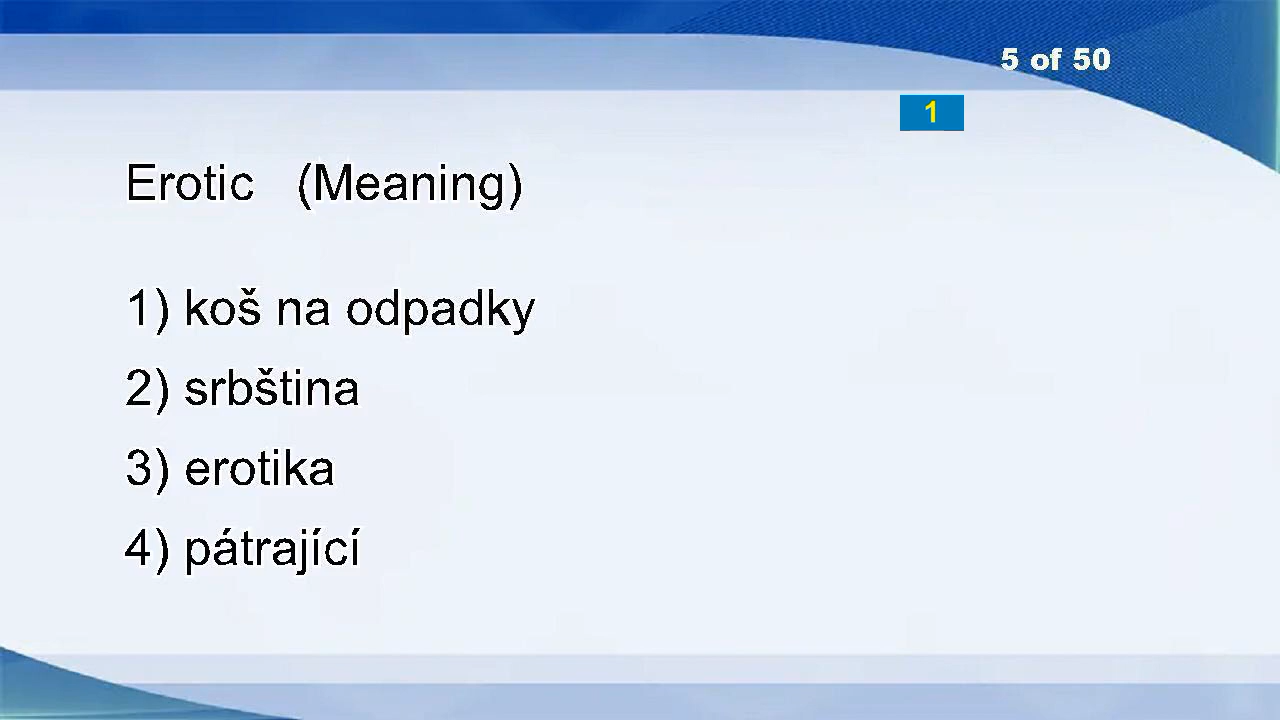 5 of 50
1
Erotic (Meaning)
1) koš na odpadky
2) srbština
3) erotika
4) pátrající